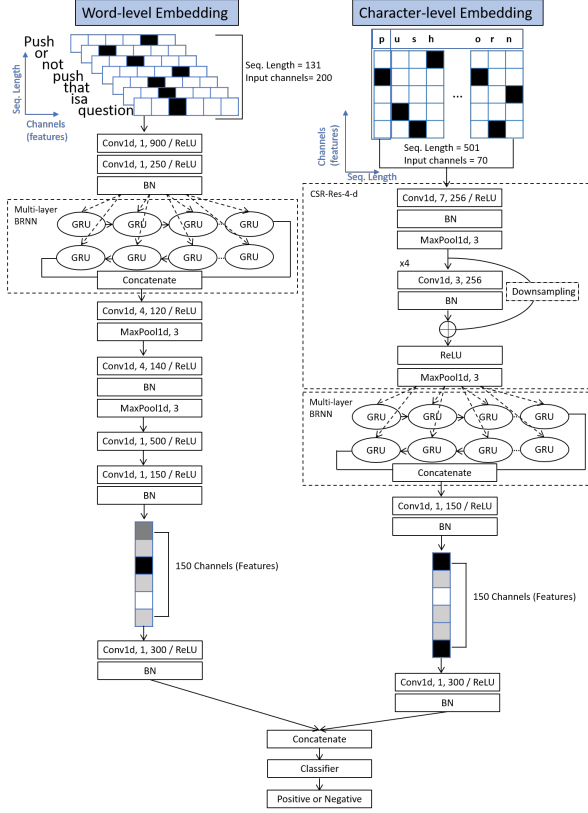 Word-level Embedding
Push
or
not
push
that
isa
question
Seq. Length
Channels
(features)
Seq. Length = 131
Input channels= 200
Conv1d, 1, 900 / ReLU
Conv1d, 1, 250 / ReLU
BN
Multi-layer
BRNN
GRU GRU GRU GRU
GRU GRU GRU GRU
Concatenate
Conv1d, 4, 120 / ReLU
MaxPool1d, 3
Conv1d, 4, 140 / ReLU
BN
MaxPool1d, 3
Conv1d, 1, 500 / ReLU
Conv1d, 1, 150 / ReLU
BN
150 Channels (Features)
Conv1d, 1, 300 / ReLU
BN
Character-level Embedding
p u s h o r n
...
Channels
(features)
Seq. Length
Seq. Length = 501
Input channels = 70
CSR-Res-4-d
Conv1d, 7, 256 / ReLU
BN
MaxPool1d, 3
x4
Conv1d, 3, 256
BN
Downsampling
ReLU
MaxPool1d, 3
Multi-layer
BRNN
GRU GRU GRU GRU
GRU GRU GRU GRU
Concatenate
Conv1d, 1, 150 / ReLU
BN
150 Channels (Features)
Conv1d, 1, 300 / ReLU
BN
Concatenate
Classifier
Positive or Negative